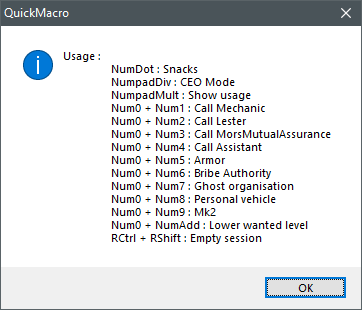 QuickMacro
Usage :
NumDot : Snacks
NumpadDiv : CEO Mode
NumpadMult : Show usage
Num0 + Num1 : Call Mechanic
Num0 + Num2 : Call Lester
Num0 + Num3 : Call MorsMutualAssurance
Num0 + Num4 : Call Assistant
Num0 + Num5 : Armor
Num0 + Num6 : Bribe Authority
Num0 + Num7 : Ghost organisation
Num0 + Num8 : Personal vehicle
Num0 + Num9 : Mk2
Num0 + NumAdd : Lower wanted level
RCtrl + RShift : Empty session
OK